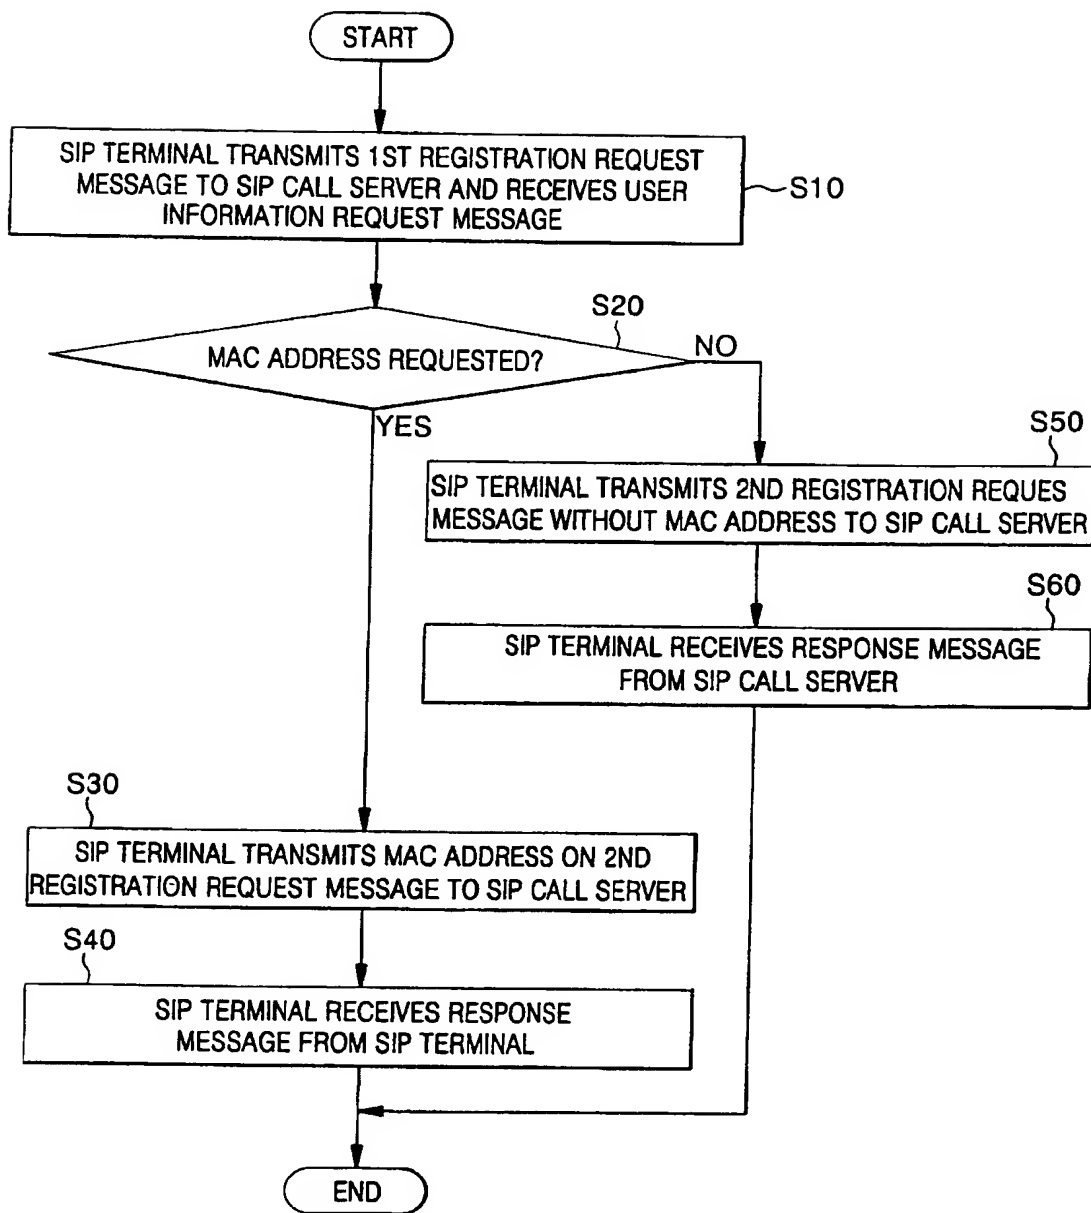 START
SIP TERMINAL TRANSMITS 1ST REGISTRATION REQUEST
MESSAGE TO SIP CALL SERVER AND RECEIVES USER
INFORMATION REQUEST MESSAGE
S10
S20
MAC ADDRESS REQUESTED?
NO
YES
S50
SIP TERMINAL TRANSMITS 2ND REGISTRATION REQUES
MESSAGE WITHOUT MAC ADDRESS TO SIP CALL SERVER
S60
SIP TERMINAL RECEIVES RESPONSE MESSAGE
FROM SIP CALL SERVER
S30
SIP TERMINAL TRANSMITS MAC ADDRESS ON 2ND
REGISTRATION REQUEST MESSAGE TO SIP CALL SERVER
S40
SIP TERMINAL RECEIVES RESPONSE
MESSAGE FROM SIP TERMINAL
END